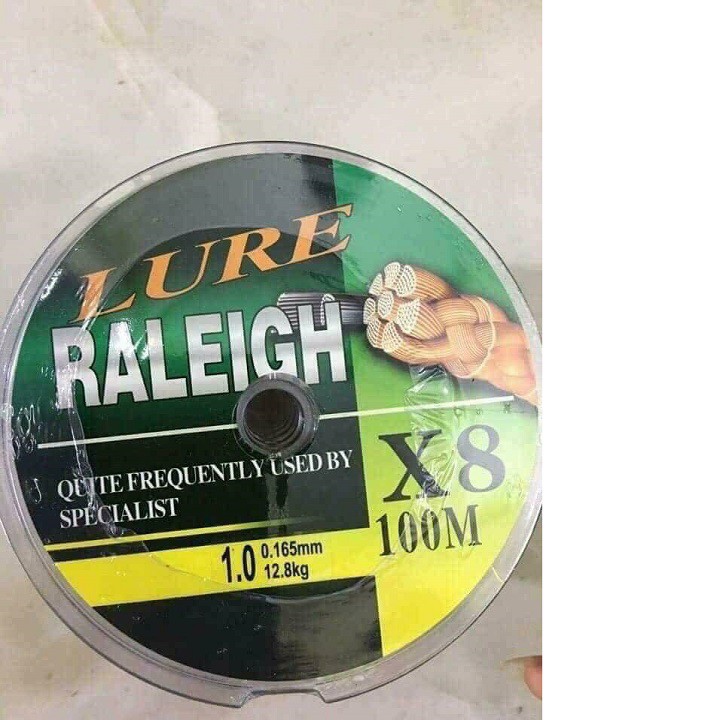 LURE
RALEIGH
QUITE FREQUENTLY USED BY
SPECIALIST
X8
100M
1.0 0.165mm
12.8kg